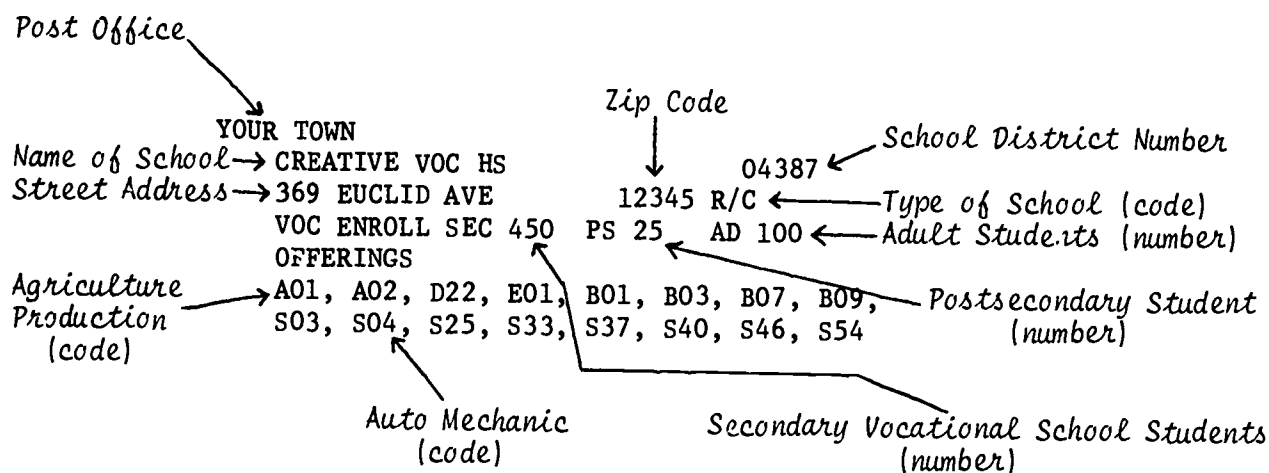 Post Office
Zip Code
YOUR TOWN
School District Number
Name of School CREATIVE VOC HS 04387
Street Address 369 EUCLID AVE 12345 R/C Type of School (code)
VOC ENROLL SEC 450 PS 25 AD 100 Adult Students (number)
OFFERINGS
Agriculture Production (code)
A01, A02, D22, E01, B01, B03, B07, B09,
S03, S04, S25, S33, S37, S40, S46, S54
Postsecondary Student
(number)
Auto Mechanic
(code)
Secondary Vocational School Students
(number)